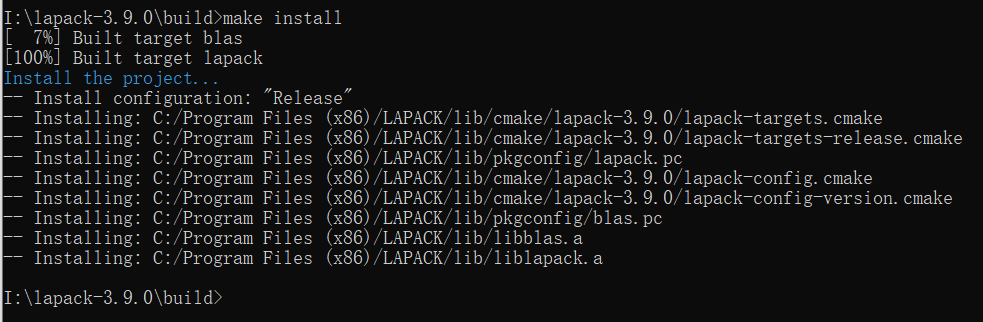 I:\lapack-3.9.0\build>make install
[  7%] Built target blas
[100%] Built target lapack
Install the project...
-- Install configuration: "Release"
-- Installing: C:/Program Files (x86)/LAPACK/lib/cmake/lapack-3.9.0/lapack-targets.cmake
-- Installing: C:/Program Files (x86)/LAPACK/lib/cmake/lapack-3.9.0/lapack-targets-release.cmake
-- Installing: C:/Program Files (x86)/LAPACK/lib/pkgconfig/lapack.pc
-- Installing: C:/Program Files (x86)/LAPACK/lib/cmake/lapack-3.9.0/lapack-config.cmake
-- Installing: C:/Program Files (x86)/LAPACK/lib/cmake/lapack-3.9.0/lapack-config-version.cmake
-- Installing: C:/Program Files (x86)/LAPACK/lib/pkgconfig/blas.pc
-- Installing: C:/Program Files (x86)/LAPACK/lib/libblas.a
-- Installing: C:/Program Files (x86)/LAPACK/lib/liblapack.a
I:\lapack-3.9.0\build>